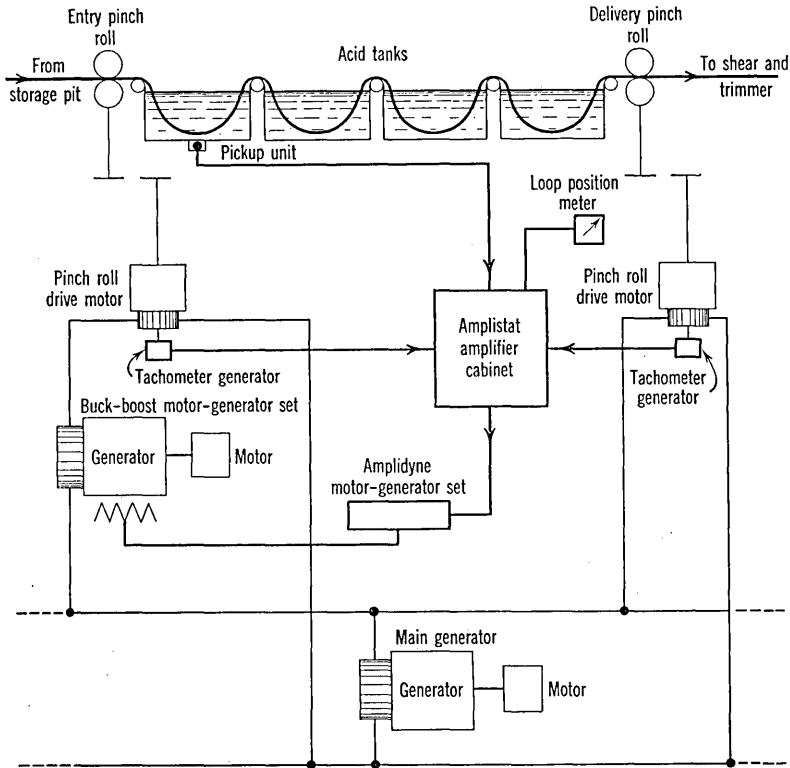 Entry pinch
roll
Delivery pinch
roll
Acid tanks
From
storage pit
To shear and
trimmer
Pickup unit
Loop position
meter
Pinch roll
drive motor
Pinch roll
drive motor
Amplistat
amplifier
cabinet
Tachometer generator
Tachometer
generator
Buck-boost motor-generator set
Generator
Motor
Amplidyne
motor-generator set
Main generator
Generator
Motor